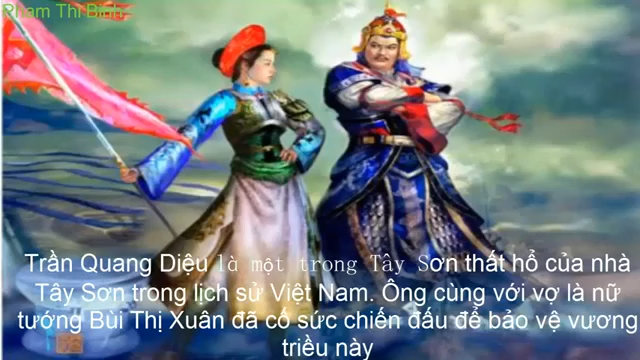 Phạm Thị Bình
Trần Quang Diệu là một trong Tây Sơn thất hổ của nhà
Tây Sơn trong lịch sử Việt Nam. Ông cùng với vợ là nữ
tướng Bùi Thị Xuân đã cố sức chiến đấu để bảo vệ vương
triều này